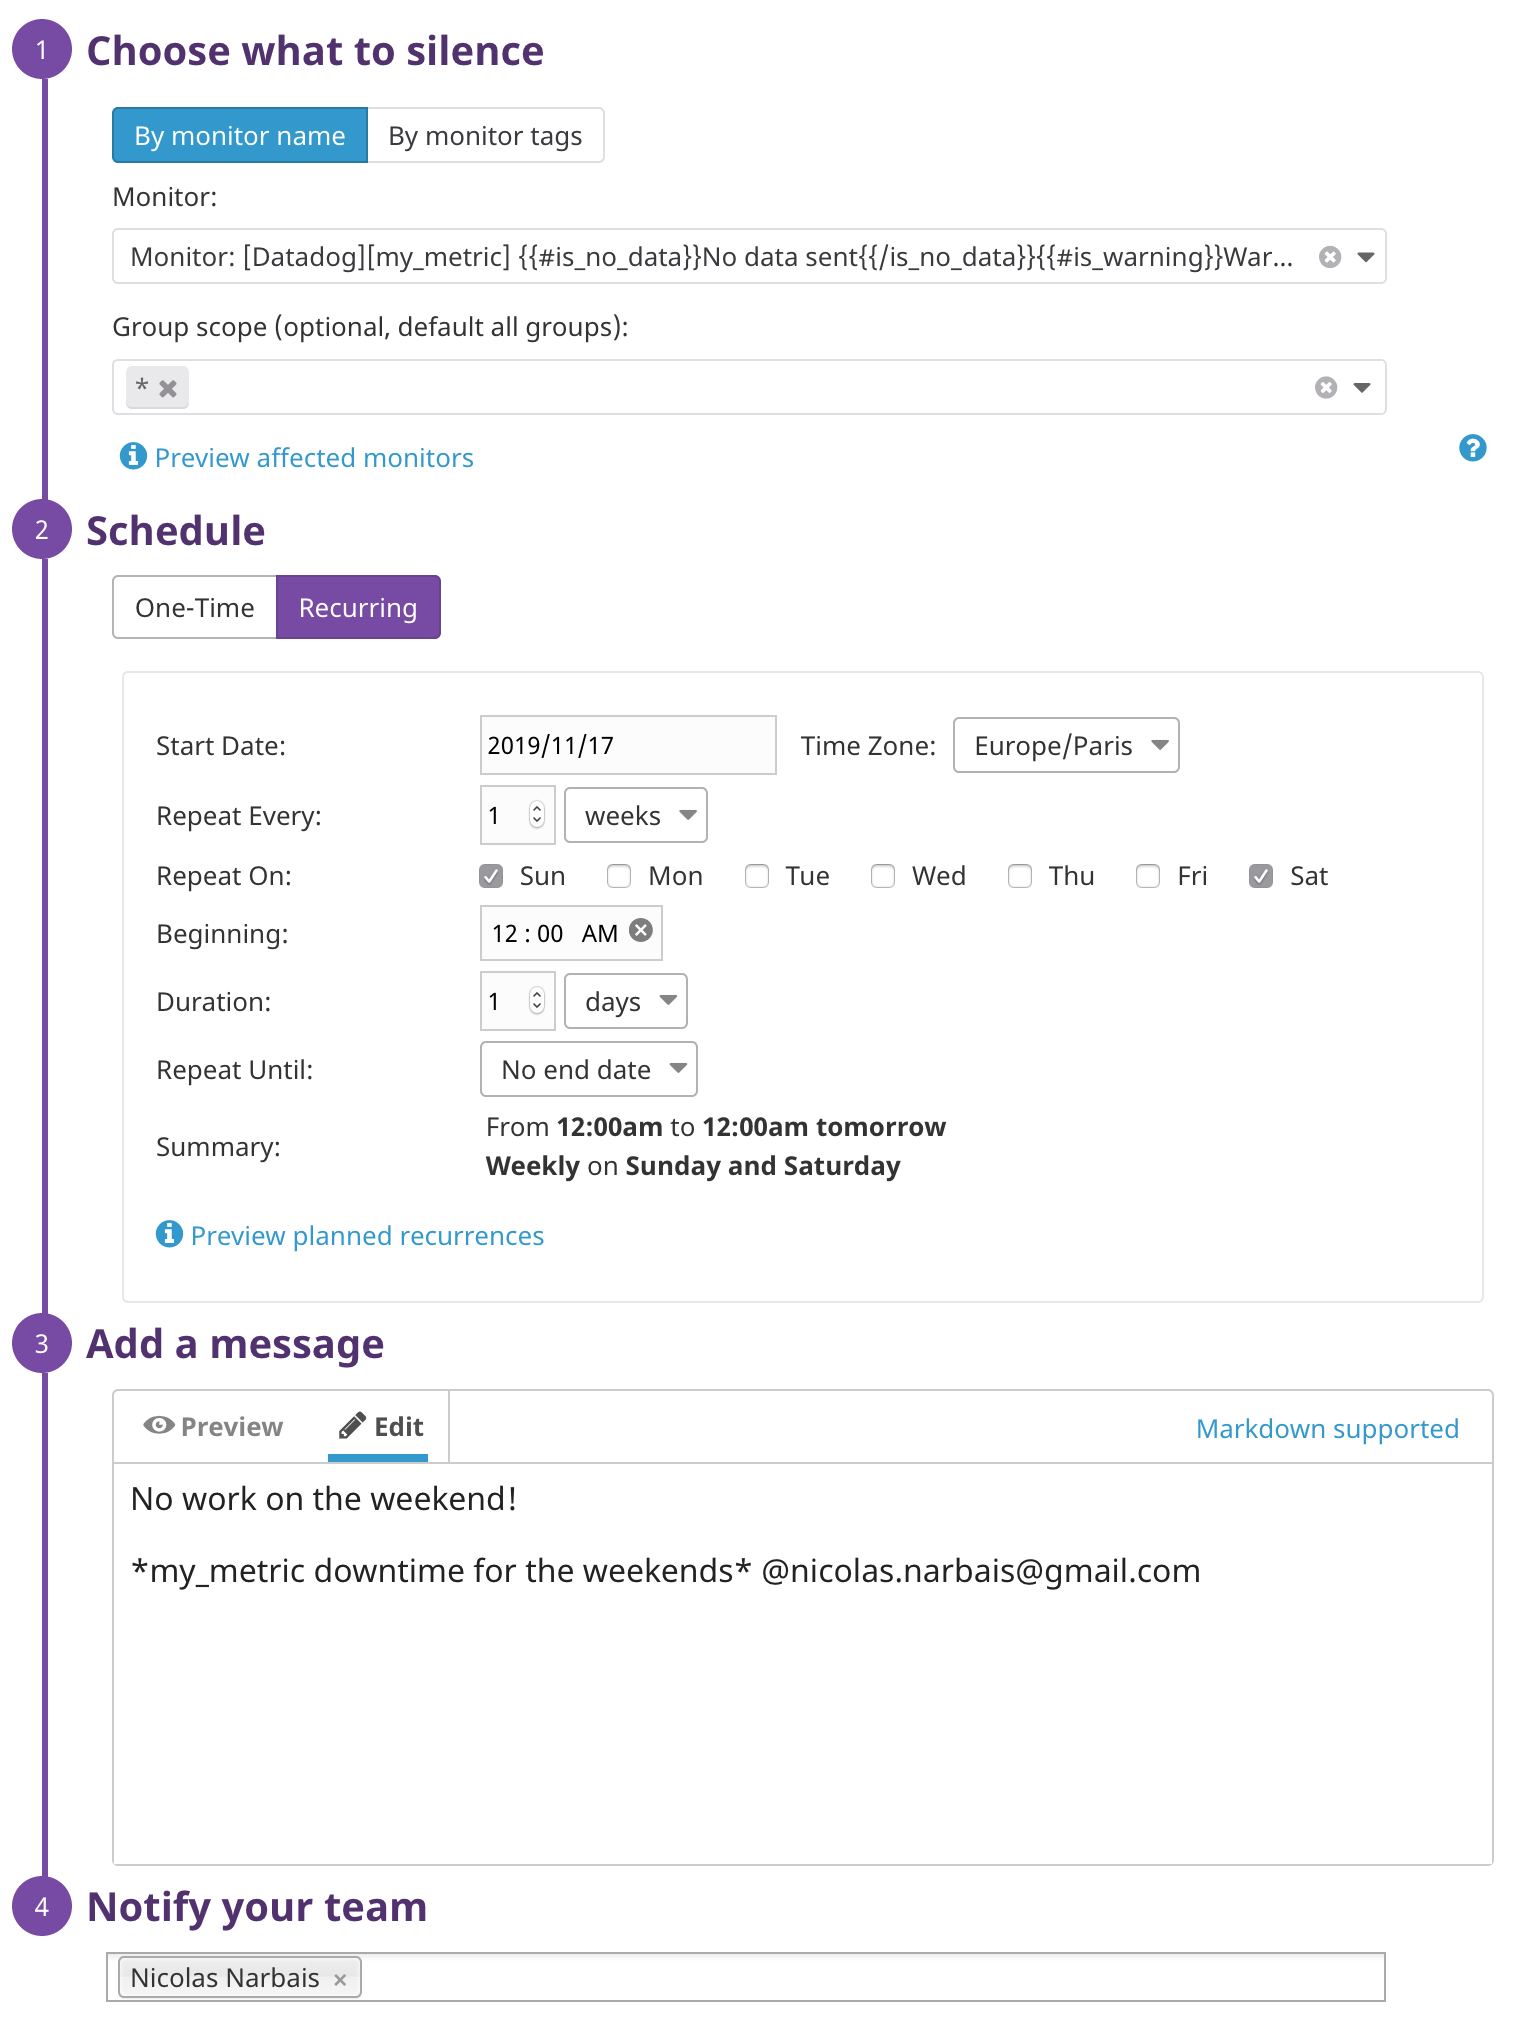 1 Choose what to silence
By monitor name By monitor tags
Monitor:
Monitor: [Datadog][my_metric] {{#is_no_data}}No data sent{{/is_no_data}}{{#is_warning}}War...
Group scope (optional, default all groups):
*
Preview affected monitors
2 Schedule
One-Time Recurring
Start Date: 2019/11/17 Time Zone: Europe/Paris
Repeat Every: 1 weeks
Repeat On: Sun Mon Tue Wed Thu Fri Sat
Beginning: 12 : 00 AM
Duration: 1 days
Repeat Until: No end date
Summary: From 12:00am to 12:00am tomorrow
Weekly on Sunday and Saturday
Preview planned recurrences
3 Add a message
Preview Edit Markdown supported
No work on the weekend!
*my_metric downtime for the weekends* @nicolas.narbais@gmail.com
4 Notify your team
Nicolas Narbais ×